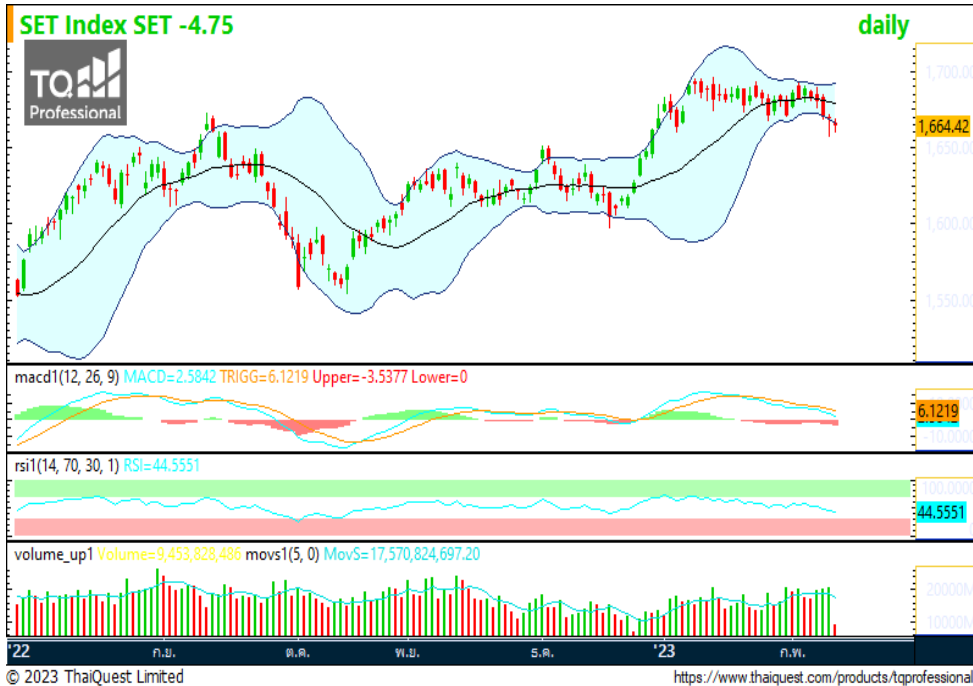 SET Index SET -4.75
daily
TQ
Professional
1,700.00
1,664.42
1,650.00
1,600.00
1,550.00
macd1(12, 26, 9) MACD=2.5842 TRIGG=6.1219 Upper=-3.5377 Lower=0
6.1219
-10.0000
rsi1(14, 70, 30, 1) RSI=44.5551
100.0000
44.5551
volume_up1 Volume=9,453,828,486 movs1(5, 0) MovS=17,570,824,697.20
20000M
10000M
'22 ก.ย. ต.ค. พ.ย. ธ.ค. '23 ก.พ.
© 2023 ThaiQuest Limited
https://www.thaiquest.com/products/tqprofessional